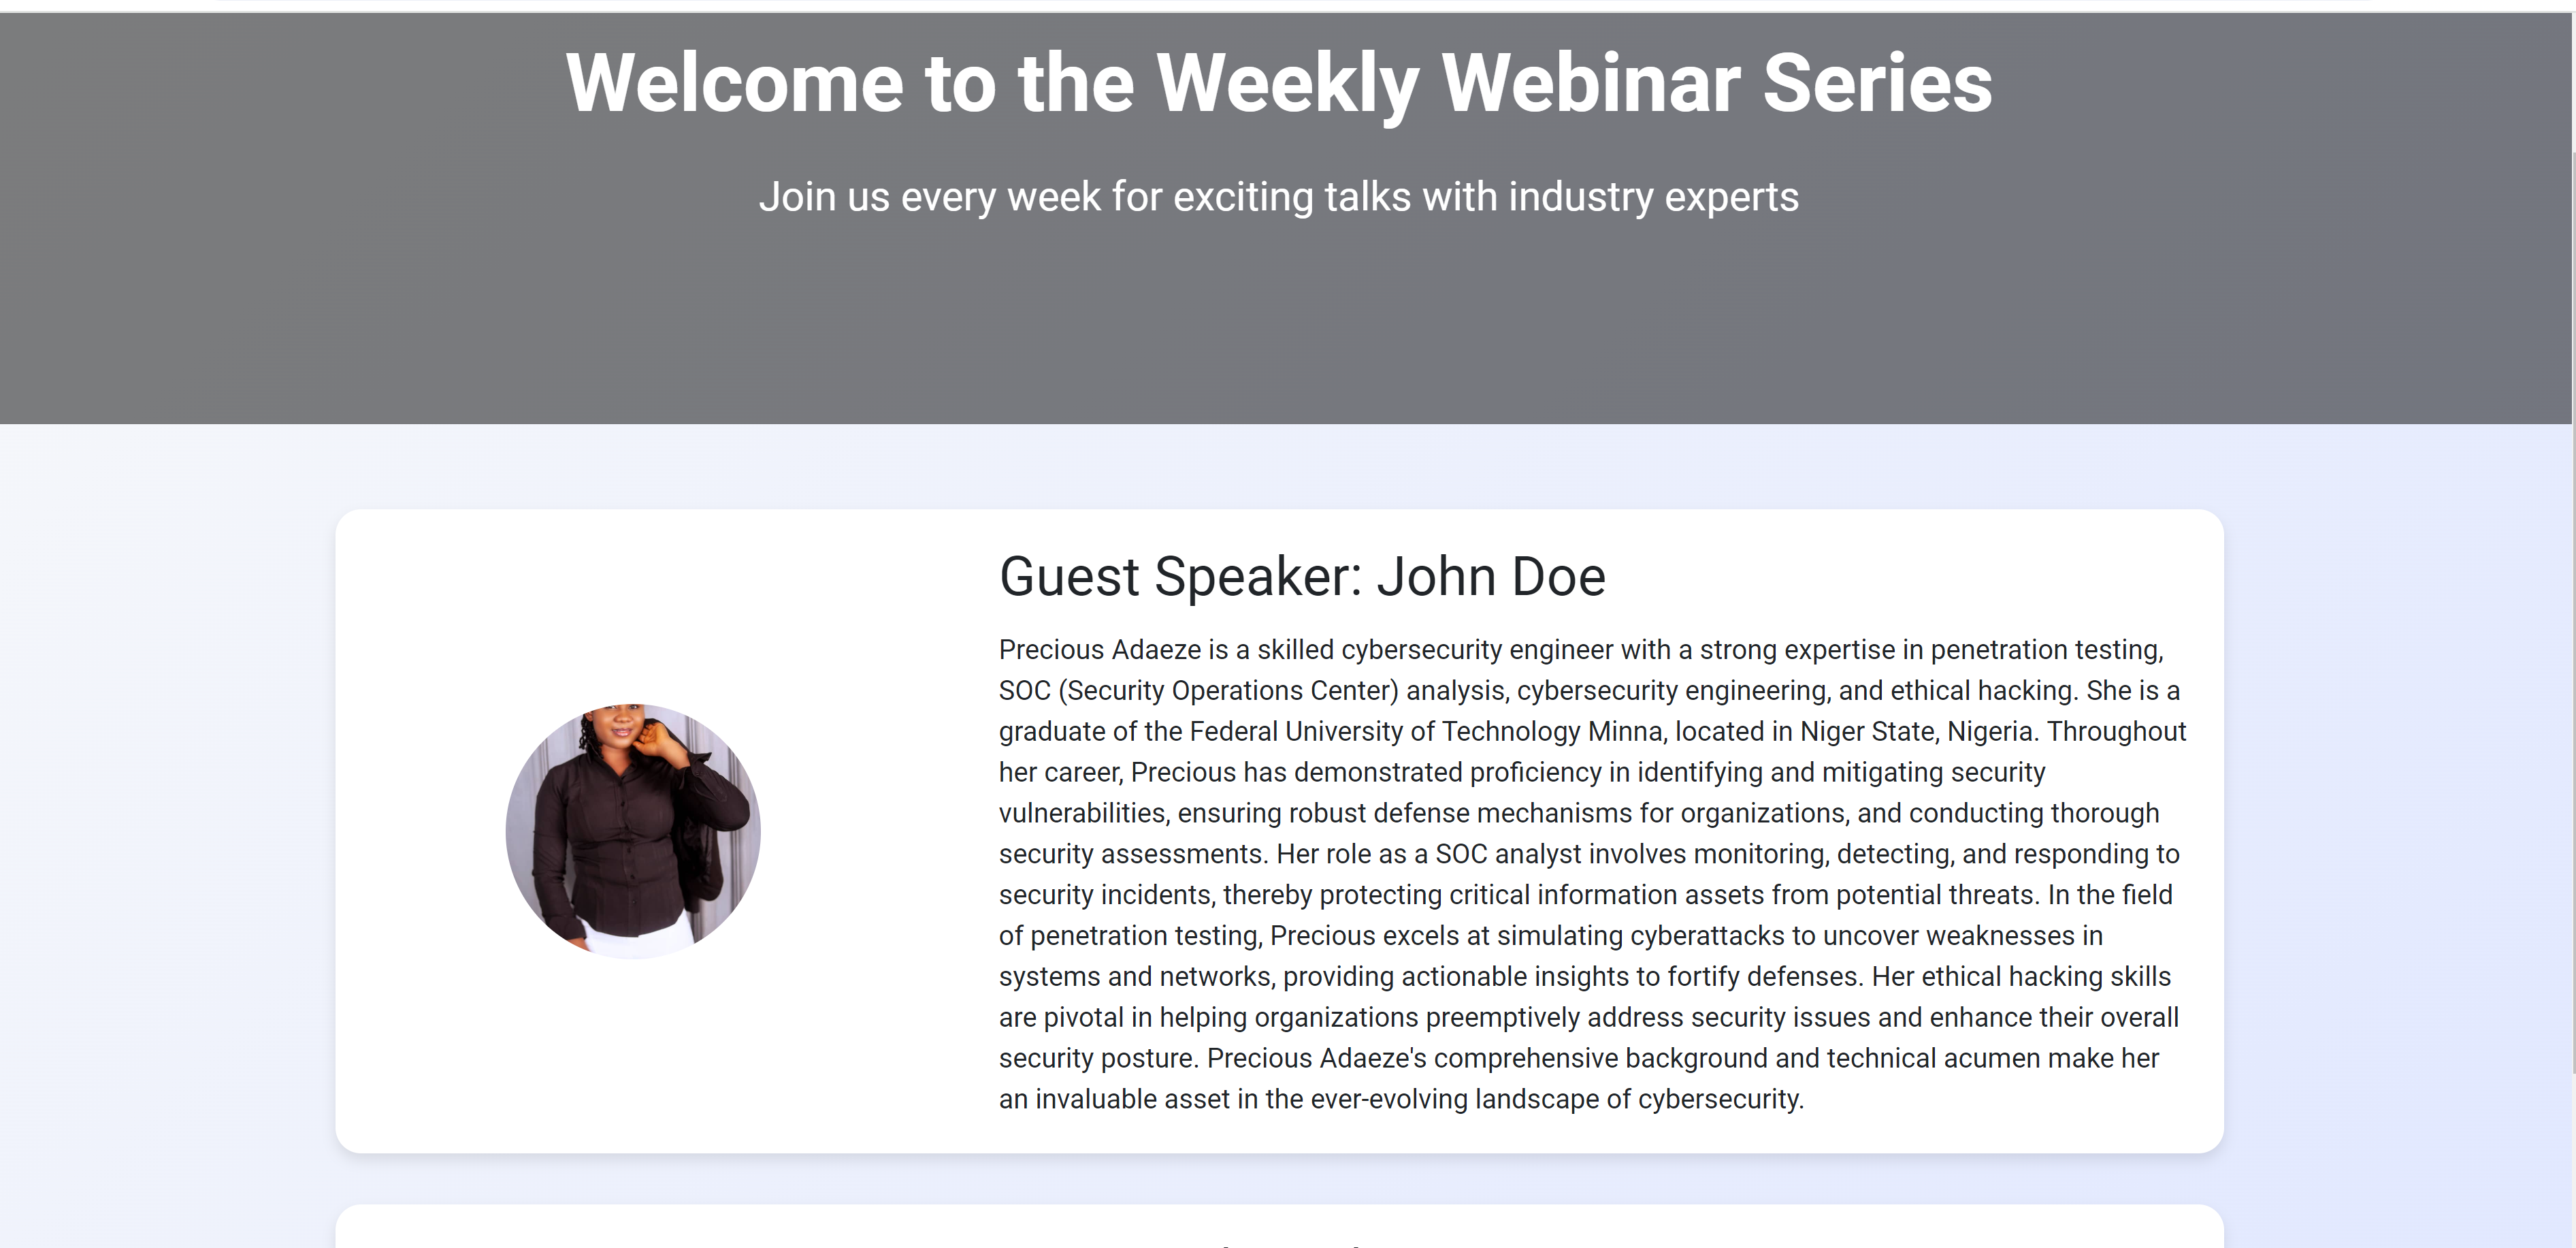 Welcome to the Weekly Webinar Series
Join us every week for exciting talks with industry experts
Guest Speaker: John Doe
Precious Adaeze is a skilled cybersecurity engineer with a strong expertise in penetration testing,
SOC (Security Operations Center) analysis, cybersecurity engineering, and ethical hacking. She is a
graduate of the Federal University of Technology Minna, located in Niger State, Nigeria. Throughout
her career, Precious has demonstrated proficiency in identifying and mitigating security
vulnerabilities, ensuring robust defense mechanisms for organizations, and conducting thorough
security assessments. Her role as a SOC analyst involves monitoring, detecting, and responding to
security incidents, thereby protecting critical information assets from potential threats. In the field
of penetration testing, Precious excels at simulating cyberattacks to uncover weaknesses in
systems and networks, providing actionable insights to fortify defenses. Her ethical hacking skills
are pivotal in helping organizations preemptively address security issues and enhance their overall
security posture. Precious Adaeze's comprehensive background and technical acumen make her
an invaluable asset in the ever-evolving landscape of cybersecurity.